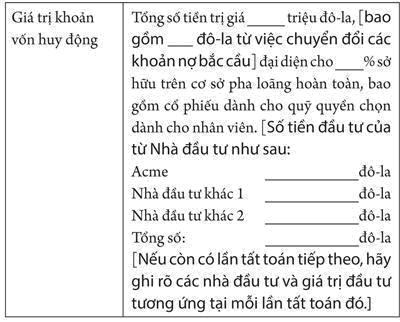 Giá trị khoản
vốn huy động
Tổng số tiền trị giá _____ triệu đô-la, [bao
gồm ___ đô-la từ việc chuyển đổi các
khoản nợ bắc cầu] đại diện cho ___% sở
hữu trên cơ sở pha loãng hoàn toàn, bao
gồm cổ phiếu dành cho quỹ quyền chọn
dành cho nhân viên. [Số tiền đầu tư của
từ Nhà đầu tư như sau:
Acme __________đô-la
Nhà đầu tư khác 1 __________đô-la
Nhà đầu tư khác 2 __________đô-la
Tổng số: __________đô-la
[Nếu còn có lần tất toán tiếp theo, hãy
ghi rõ các nhà đầu tư và giá trị đầu tư
tương ứng tại mỗi lần tất toán đó.]